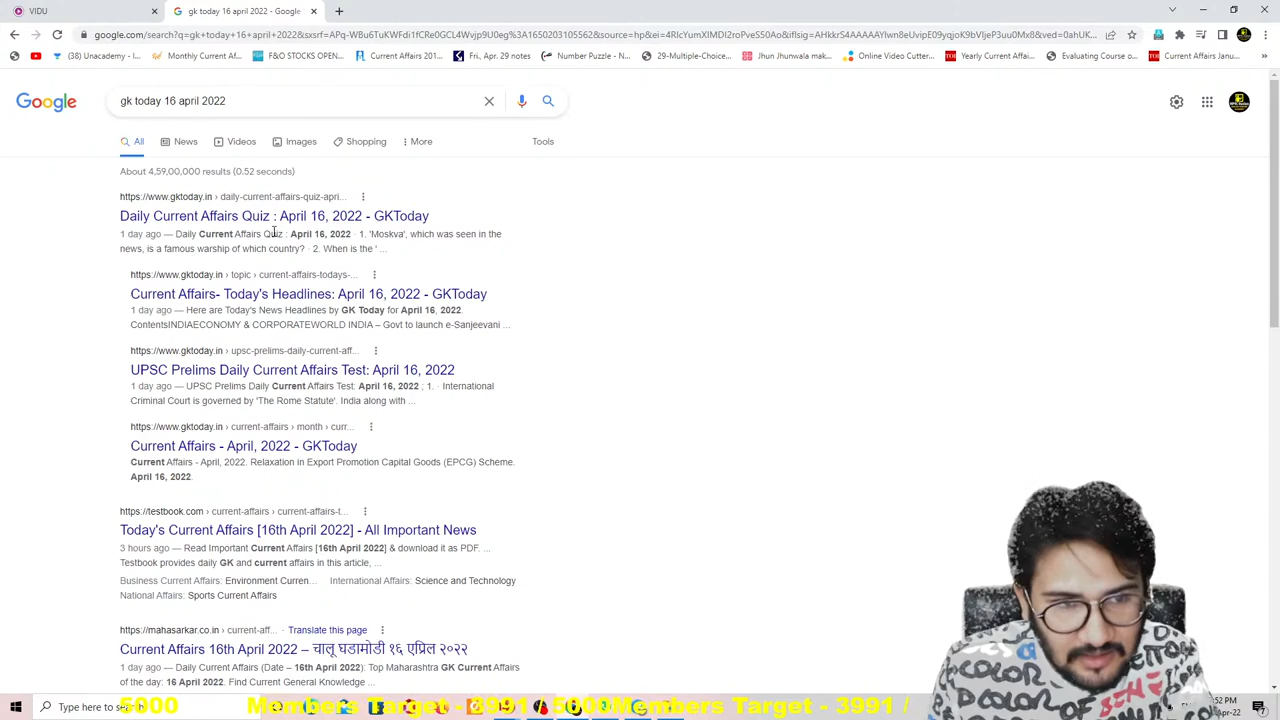 VIDU
gk today 16 april 2022 - Google
google.com/search?q=gk+today+16+april+2022&
(33) (Unacademy - I...
Monthly Current Af...
F&O STOCKS OPEN...
Current Affairs 201...
Fri., Apr. 29 notes
Number Puzzle - N...
29-Multiple-Choice...
Jhun Jhunwala mak...
Online Video Cutter...
Yearly Current Affai...
Evaluating Course o...
Current Affairs Janu...
Google
gk today 16 april 2022
All News Videos Images Shopping More Tools
About 4,59,00,000 results (0.52 seconds)
https://www.gktoday.in › daily-current-affairs-quiz-apri...
Daily Current Affairs Quiz : April 16, 2022 - GKToday
1 day ago — Daily Current Affairs Quiz : April 16, 2022 · 1. 'Moskva', which was seen in the
news, is a famous warship of which country? · 2. When is the ' ...
https://www.gktoday.in › topic › current-affairs-todays-...
Current Affairs- Today's Headlines: April 16, 2022 - GKToday
1 day ago — Here are Today's News Headlines by GK Today for April 16, 2022.
ContentsINDIAECONOMY & CORPORATEWORLD INDIA – Govt to launch e-Sanjeevani ...
https://www.gktoday.in › upsc-prelims-daily-current-aff...
UPSC Prelims Daily Current Affairs Test: April 16, 2022
1 day ago — UPSC Prelims Daily Current Affairs Test: April 16, 2022 ; 1. · International
Criminal Court is governed by 'The Rome Statute'. India along with ...
https://www.gktoday.in › current-affairs › month › curr...
Current Affairs - April, 2022 - GKToday
Current Affairs - April, 2022. Relaxation in Export Promotion Capital Goods (EPCG) Scheme.
April 16, 2022.
https://testbook.com › current-affairs › current-affairs-t...
Today's Current Affairs [16th April 2022] - All Important News
3 hours ago — Read Important Current Affairs [16th April 2022] & download it as PDF. ...
Testbook provides daily GK and current affairs in this article, ...
Business Current Affairs: Environment Curren... International Affairs: Science and Technology
National Affairs: Sports Current Affairs
https://mahasarkar.co.in › current-aff... · Translate this page
Current Affairs 16th April 2022 – चालू घडामोडी १६ एप्रिल २०२२
1 day ago — Daily Current Affairs (Date – 16th April 2022): Top Maharashtra GK Current Affairs
of the day: 16 April 2022. Find Current General Knowledge ...
Type here to search
5000 Members Target - 3991 / 5000Members Target - 3991 /
:52 PM